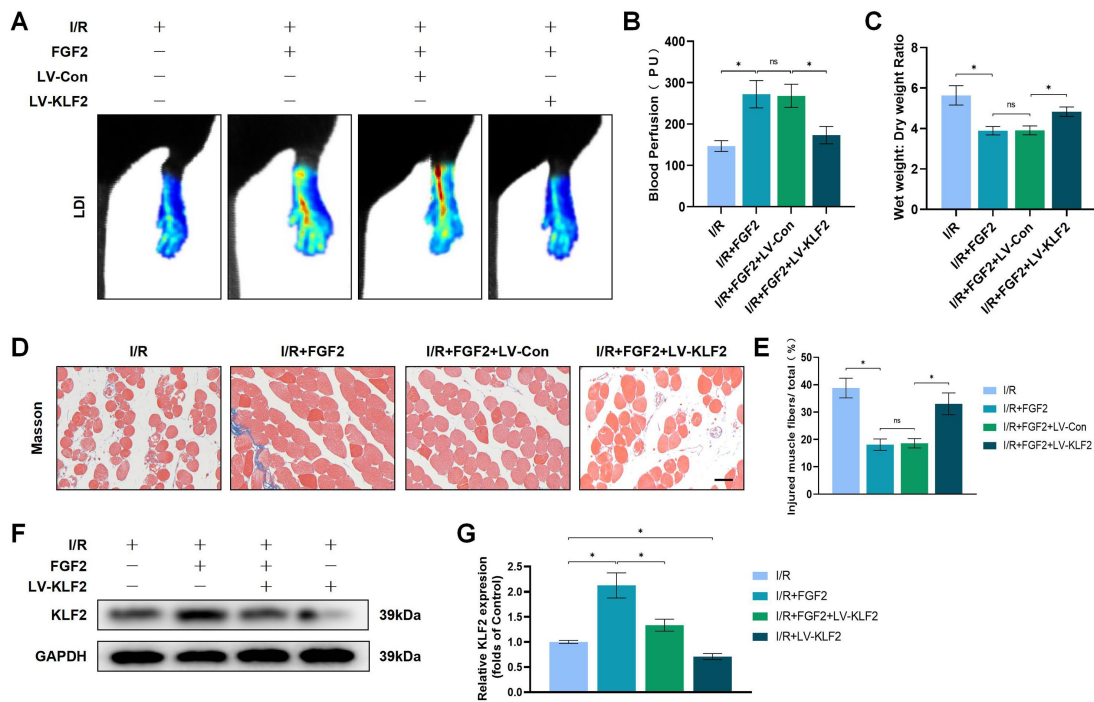 A
I/R + + + +
FGF2 — + + +
LV-Con — — + —
LV-KLF2 — — — +
LDI
B
Blood Perfusion ( PU )
400
300
200
100
0
* ns *
I/R
I/R+FGF2
I/R+FGF2+LV-Con
I/R+FGF2+LV-KLF2
C
Wet weight: Dry weight Ratio
8
6
4
2
0
*
ns
*
I/R
I/R+FGF2
I/R+FGF2+LV-Con
I/R+FGF2+LV-KLF2
D
I/R I/R+FGF2 I/R+FGF2+LV-Con I/R+FGF2+LV-KLF2
Masson
E
Injured muscle fibers/ total ( % )
50
40
30
20
10
0
*
ns
*
I/R
I/R+FGF2
I/R+FGF2+LV-Con
I/R+FGF2+LV-KLF2
F
I/R + + + +
FGF2 — + + —
LV-KLF2 — — + +
KLF2 39kDa
GAPDH 39kDa
G
Relative KLF2 expression
(folds of Control)
2.5
2.0
1.5
1.0
0.5
0.0
*
* *
I/R
I/R+FGF2
I/R+FGF2+LV-KLF2
I/R+LV-KLF2